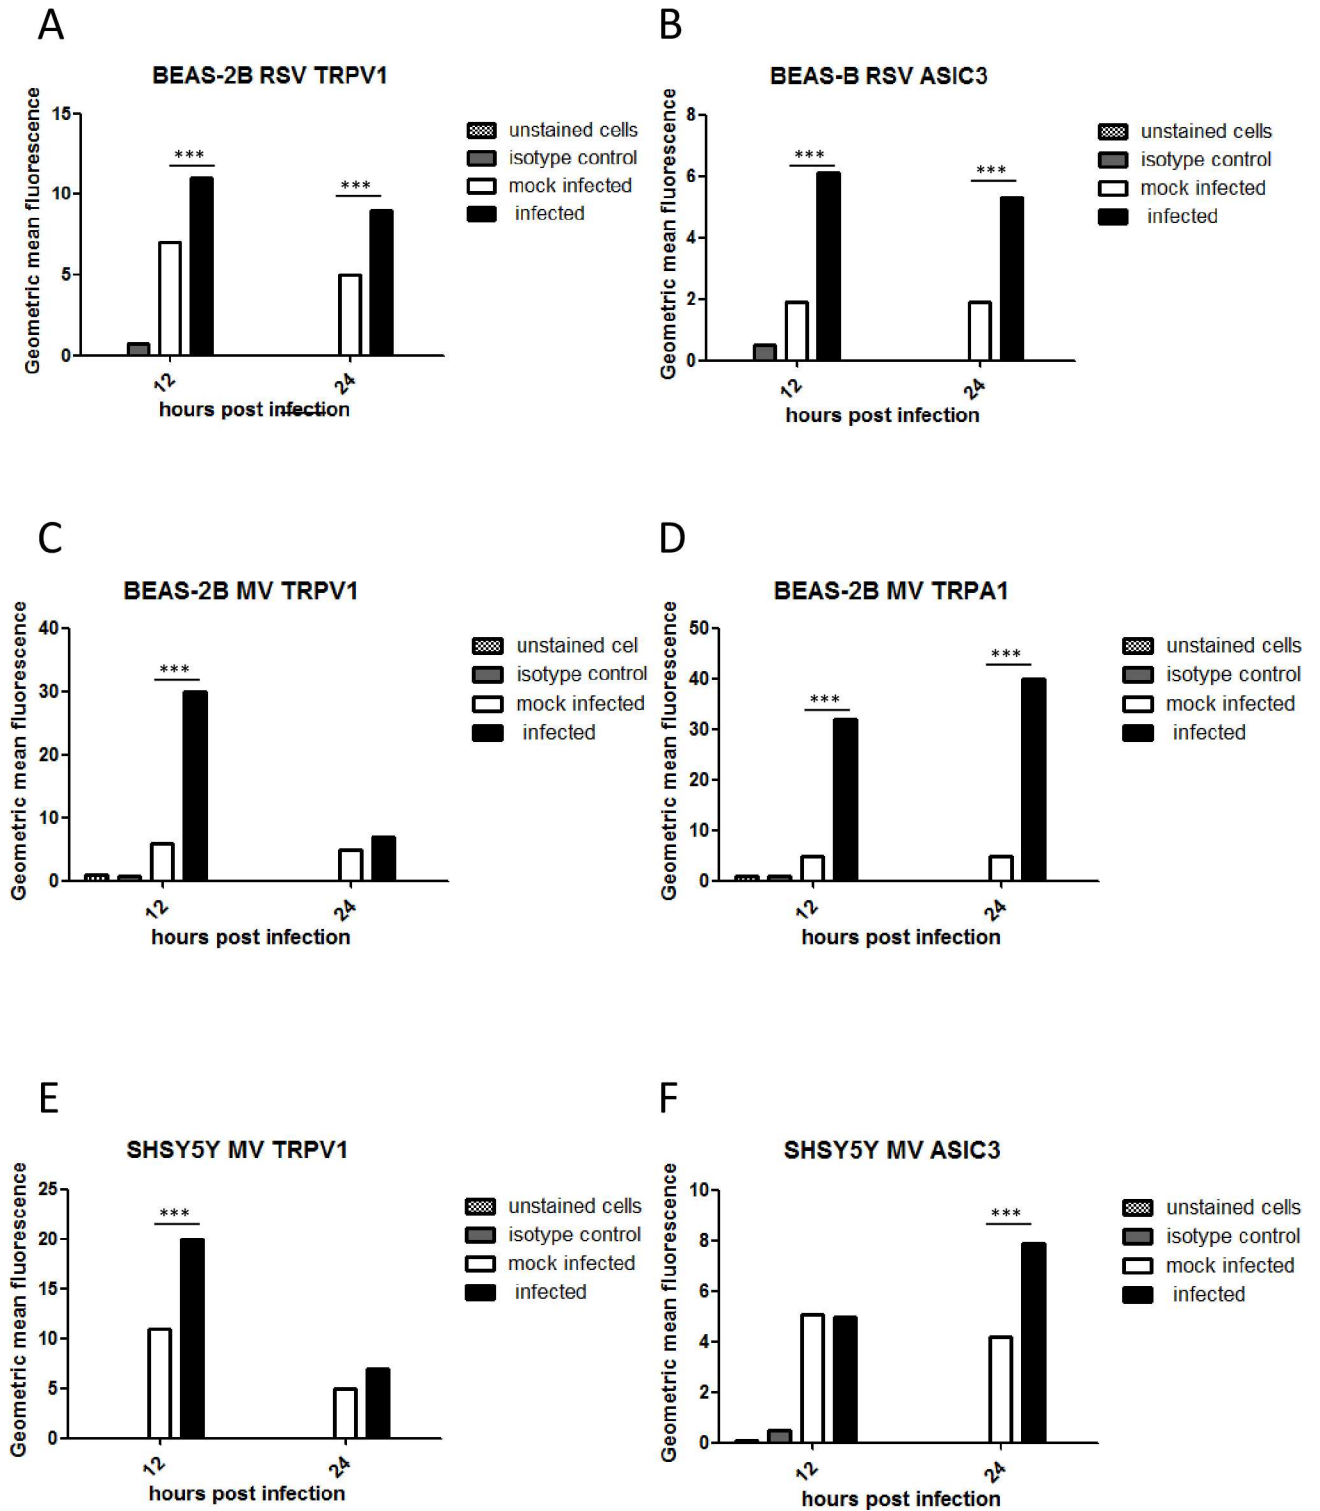 A
BEAS-2B RSV TRPV1
Geometric mean fluorescence
15
10
5
0
***
***
12
24
hours post infection
unstained cells
isotype control
mock infected
infected
B
BEAS-B RSV ASIC3
Geometric mean fluorescence
8
6
4
2
0
***
***
12
24
hours post infection
unstained cells
isotype control
mock infected
infected
C
BEAS-2B MV TRPV1
Geometric mean fluorescence
40
30
20
10
0
***
12
24
hours post infection
unstained cel
isotype control
mock infected
infected
D
BEAS-2B MV TRPA1
Geometric mean fluorescence
50
40
30
20
10
0
***
***
12
24
hours post infection
unstained cells
isotype control
mock infected
infected
E
SHSY5Y MV TRPV1
Geometric mean fluorescence
25
20
15
10
5
0
***
12
24
hours post infection
unstained cells
isotype control
mock infected
infected
F
SHSY5Y MV ASIC3
Geometric mean fluorescence
10
8
6
4
2
0
***
12
24
hours post infection
unstained cells
isotype control
mock infected
infected